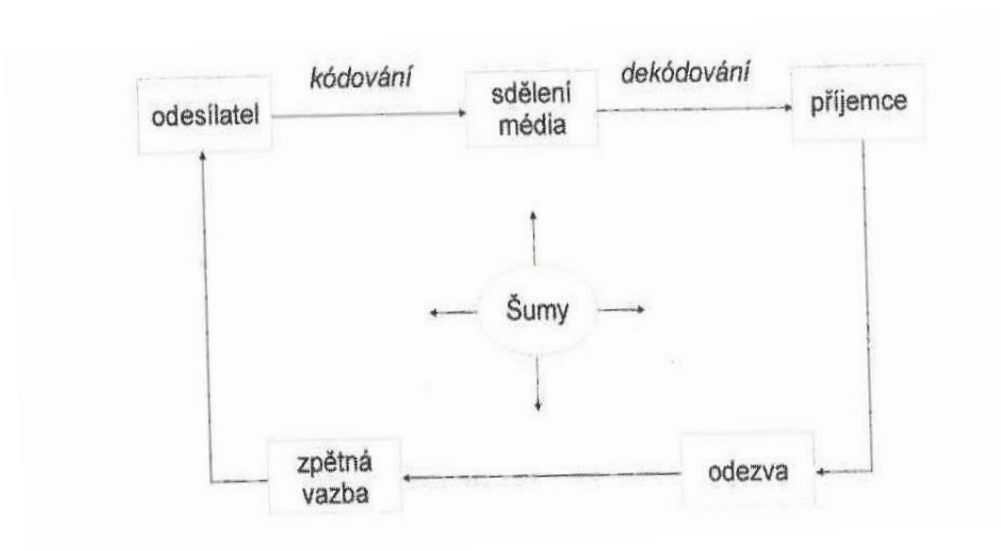 kódování
dekódování
odesílatel
sdělení
média
příjemce
Šumy
zpětná
vazba
odezva